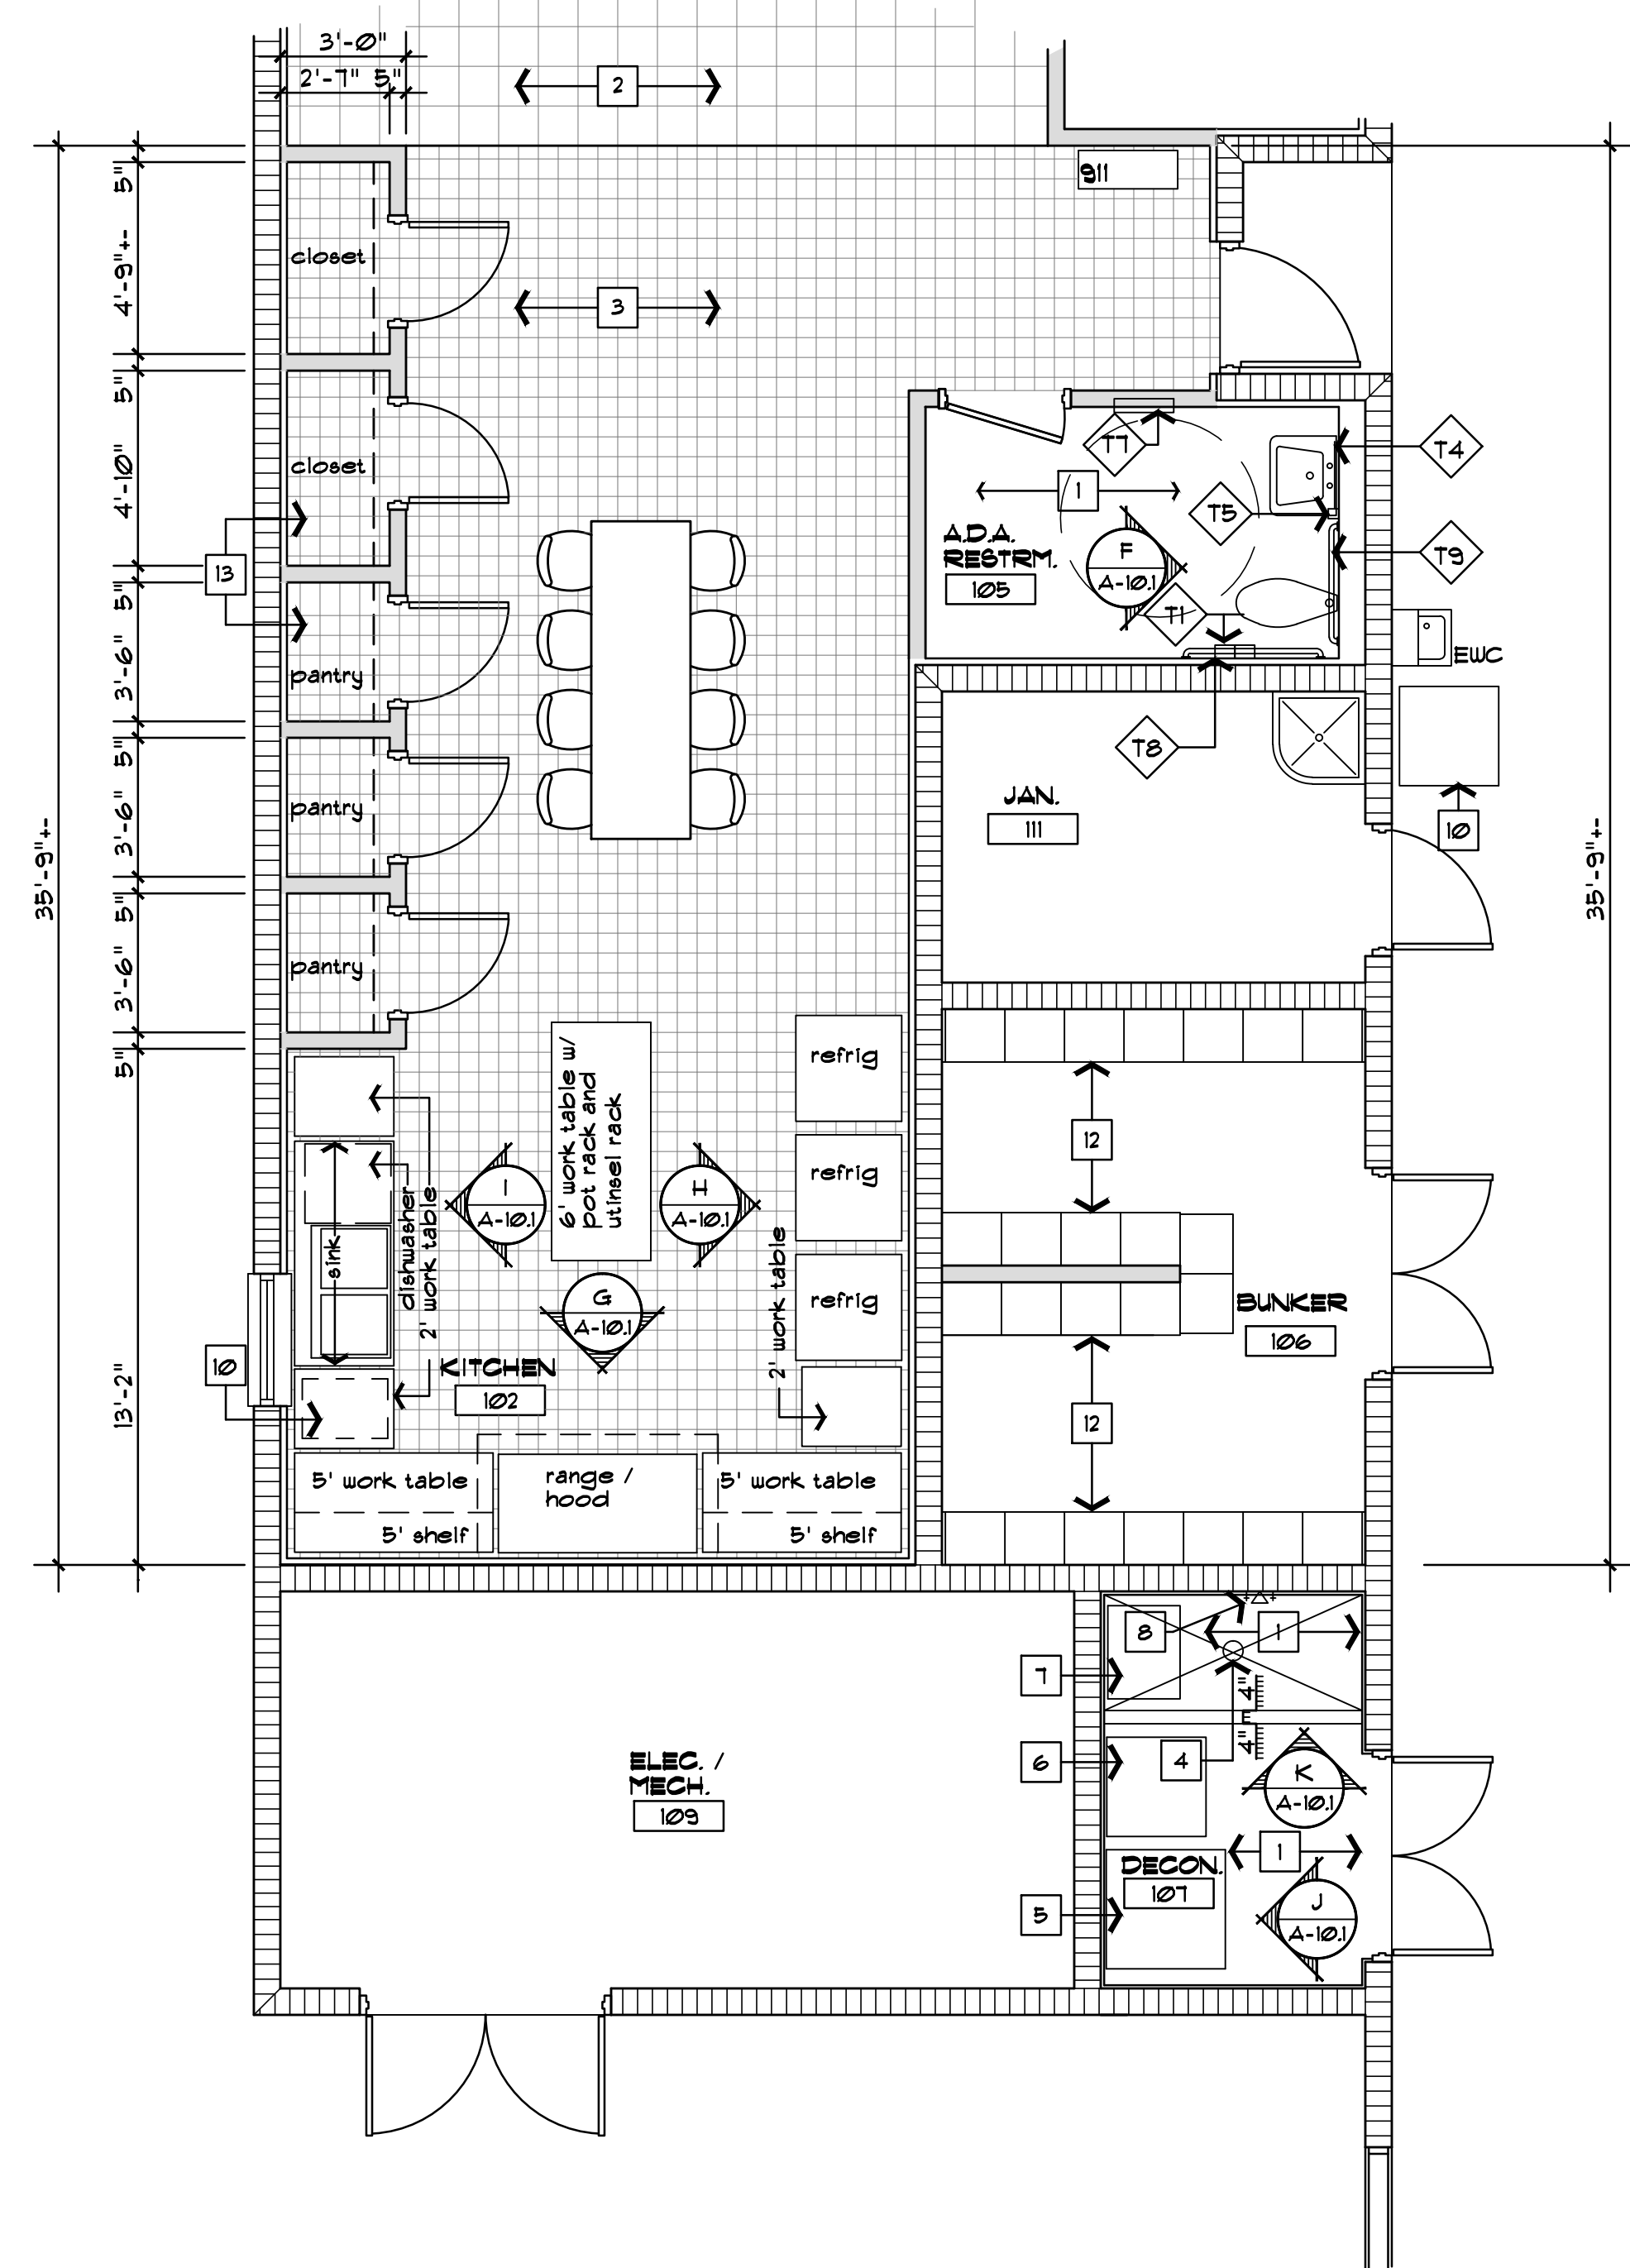 3'-0"
2'-7" 5"
2
911
5"
closet
4'-9"+-
3
5"
closet
4'-10"
T7
T4
1
T5
A.D.A.
RESTRM.
105
F
A-10.1
T9
13
5"
T1
EWC
pantry
3'-6"
T8
5"
JAN.
111
pantry
3'-6"
10
35'-9"+-
35'-9"+-
5"
pantry
3'-6"
5"
6' work table w/
pot rack and
utinsel rack
refrig
12
refrig
I
A-10.1
H
A-10.1
sink
dishwasher
2' work table
2' work table
refrig
G
A-10.1
BUNKER
106
10
KITCHEN
102
13'-2"
12
5' work table
range /
hood
5' work table
5' shelf
5' shelf
8
1
7
4"
4"
6
4
ELEC. /
MECH.
109
K
A-10.1
1
DECON.
107
5
J
A-10.1